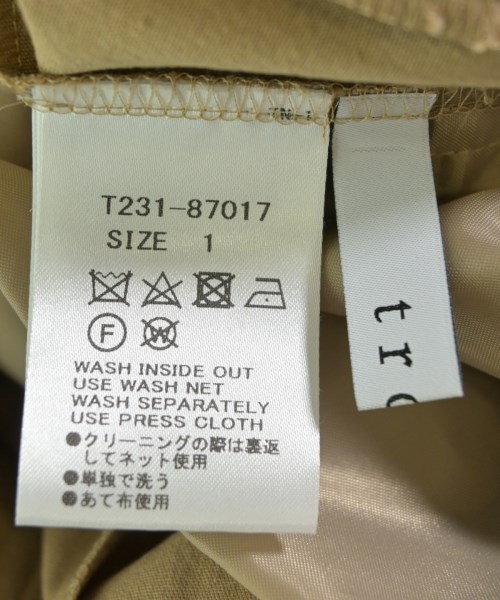 T231-87017
SIZE 1
F
W
WASH INSIDE OUT
USE WASH NET
WASH SEPARATELY
USE PRESS CLOTH
●クリーニングの際は裏返
してネット使用
●単独で洗う
●あて布使用